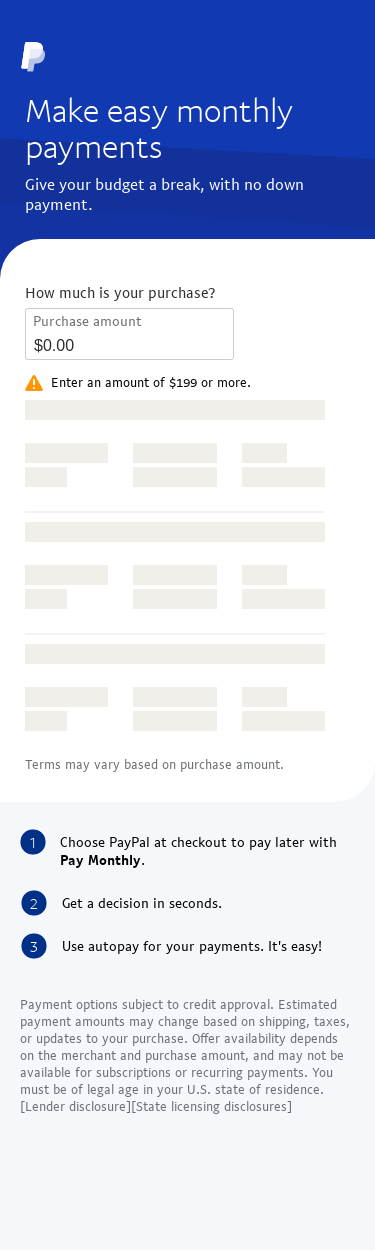 Make easy monthly
payments
Give your budget a break, with no down
payment.
How much is your purchase?
Purchase amount
$0.00
Enter an amount of $199 or more.
Terms may vary based on purchase amount.
1 Choose PayPal at checkout to pay later with
Pay Monthly.
2 Get a decision in seconds.
3 Use autopay for your payments. It's easy!
Payment options subject to credit approval. Estimated
payment amounts may change based on shipping, taxes,
or updates to your purchase. Offer availability depends
on the merchant and purchase amount, and may not be
available for subscriptions or recurring payments. You
must be of legal age in your U.S. state of residence.
[Lender disclosure][State licensing disclosures]